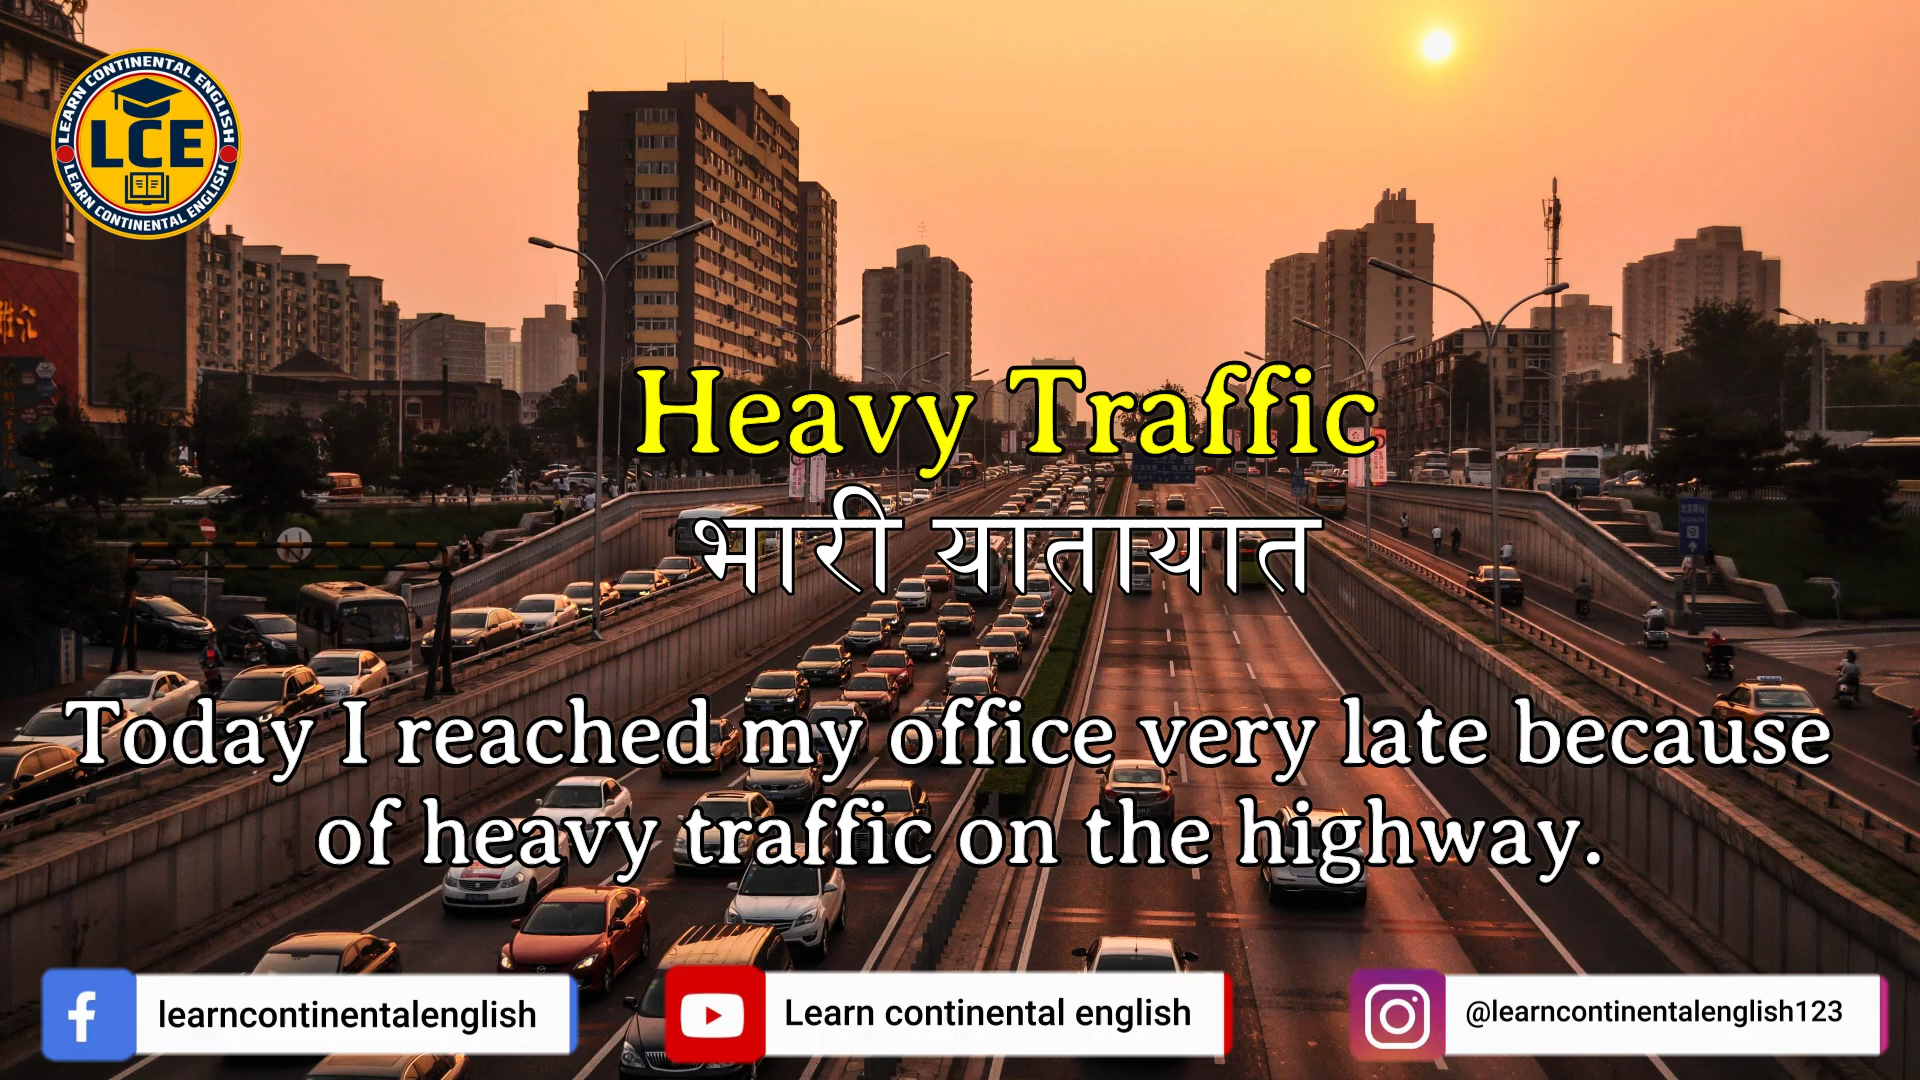 LEARN CONTINENTAL ENGLISH
LCE
LEARN CONTINENTAL ENGLISH
Heavy Traffic
भारी यातायात
Today I reached my office very late because
of heavy traffic on the highway.
learncontinentalenglish
Learn continental english
@learncontinentalenglish123